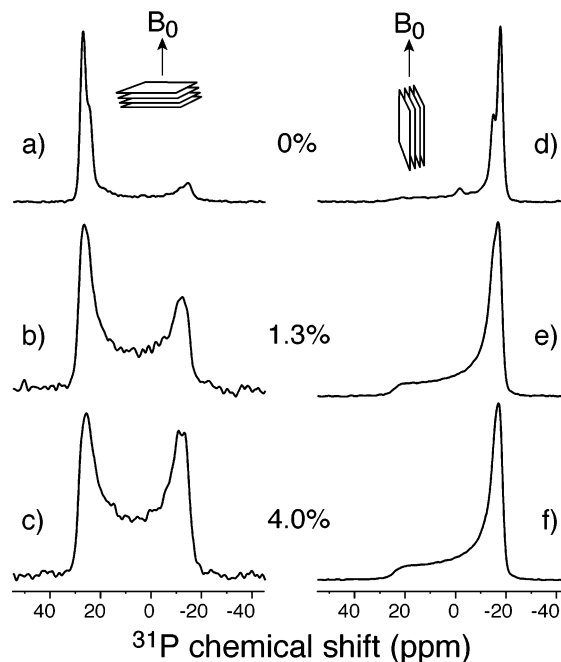 B₀ B₀
a) 0% d)
b) 1.3% e)
c) 4.0% f)
40 20 0 -20 -40 40 20 0 -20 -40
³¹P chemical shift (ppm)